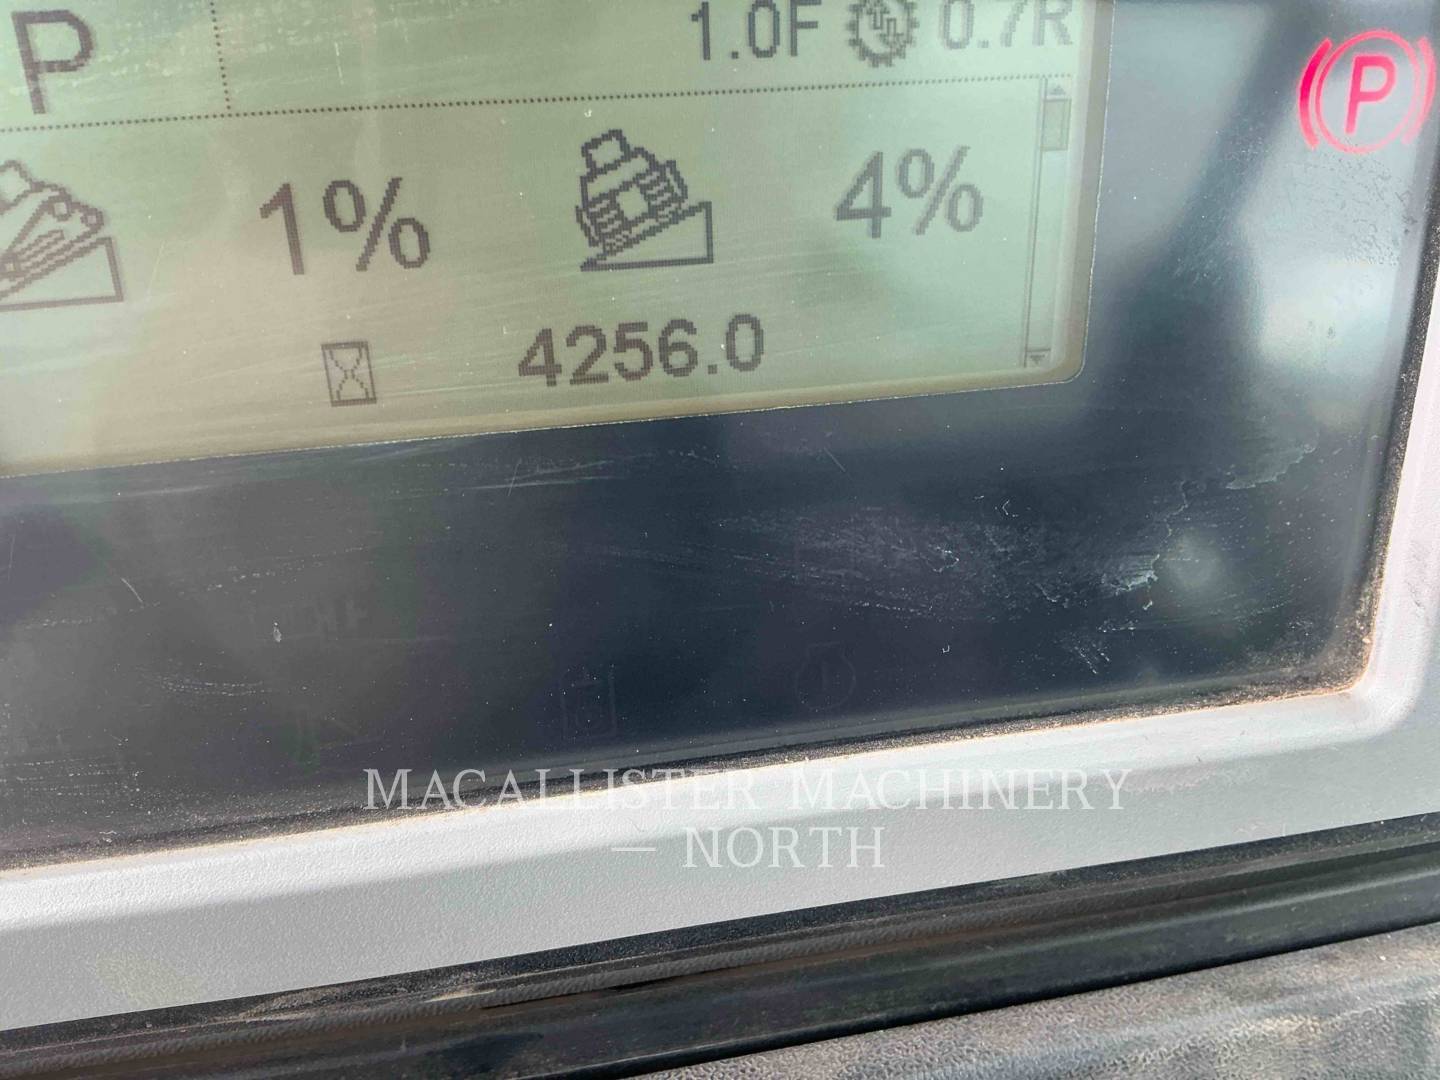 P 1.0F 0.7R
P
1% 4%
4256.0
MACALLISTER MACHINERY
— NORTH